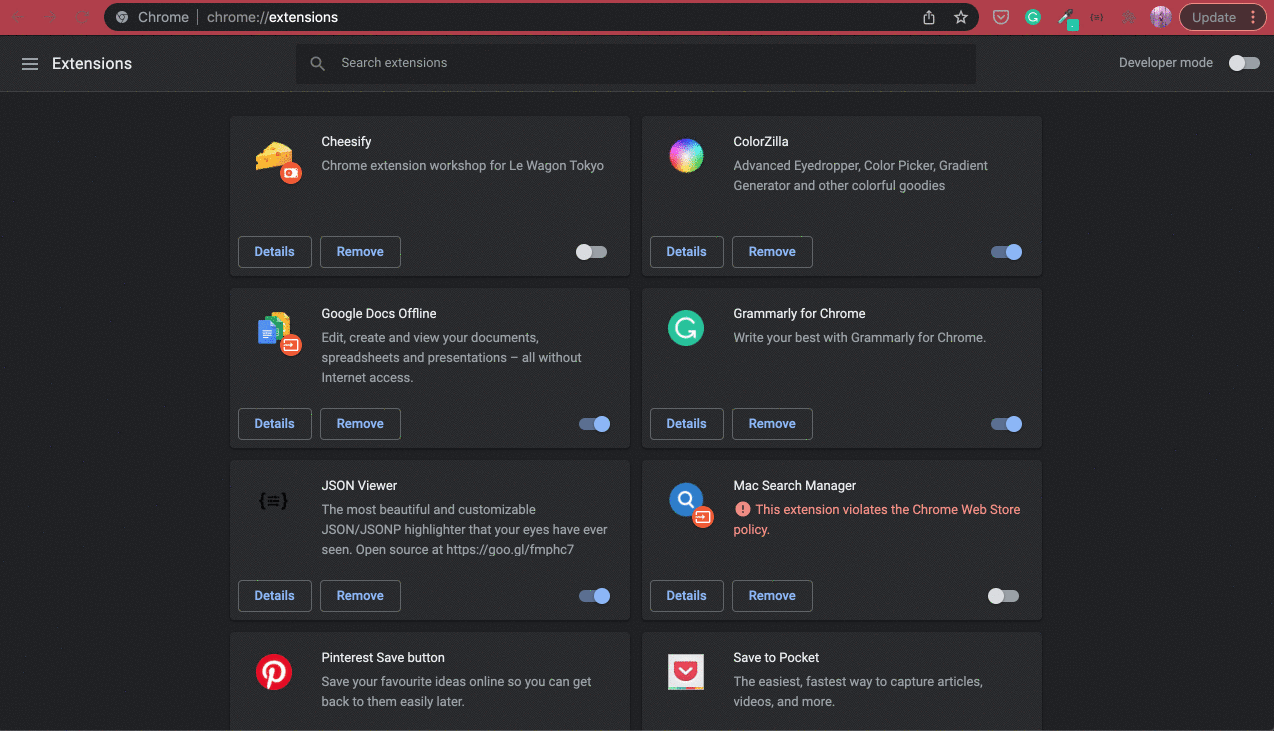 Chrome | chrome://extensions
Update
Extensions
Search extensions
Developer mode
Cheesify
Chrome extension workshop for Le Wagon Tokyo
Details
Remove
ColorZilla
Advanced Eyedropper, Color Picker, Gradient
Generator and other colorful goodies
Details
Remove
Google Docs Offline
Edit, create and view your documents,
spreadsheets and presentations – all without
Internet access.
Details
Remove
Grammarly for Chrome
Write your best with Grammarly for Chrome.
Details
Remove
JSON Viewer
The most beautiful and customizable
JSON/JSONP highlighter that your eyes have ever
seen. Open source at https://goo.gl/fmphc7
Details
Remove
Mac Search Manager
This extension violates the Chrome Web Store
policy.
Details
Remove
Pinterest Save button
Save your favourite ideas online so you can get
back to them easily later.
Save to Pocket
The easiest, fastest way to capture articles,
videos, and more.